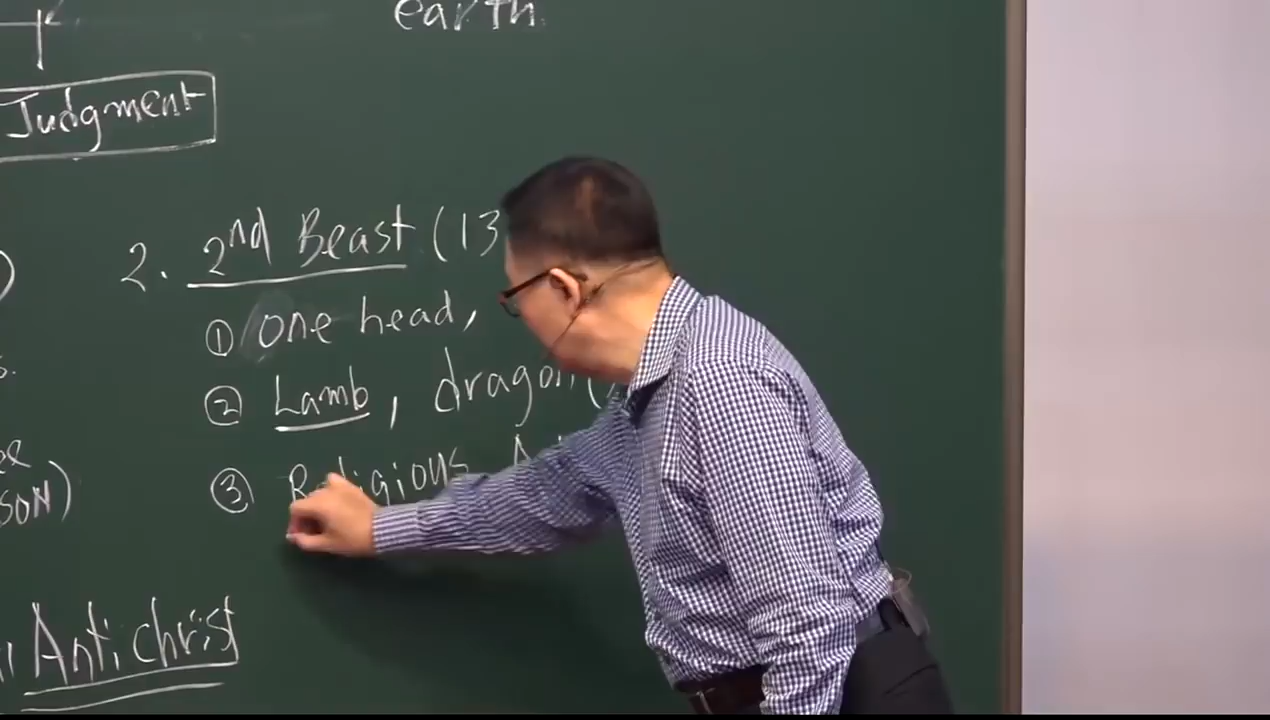 earth
Judgment
2. 2nd Beast (13
① one head,
② Lamb, dragon (
③ Religious
SON)
Antichrist